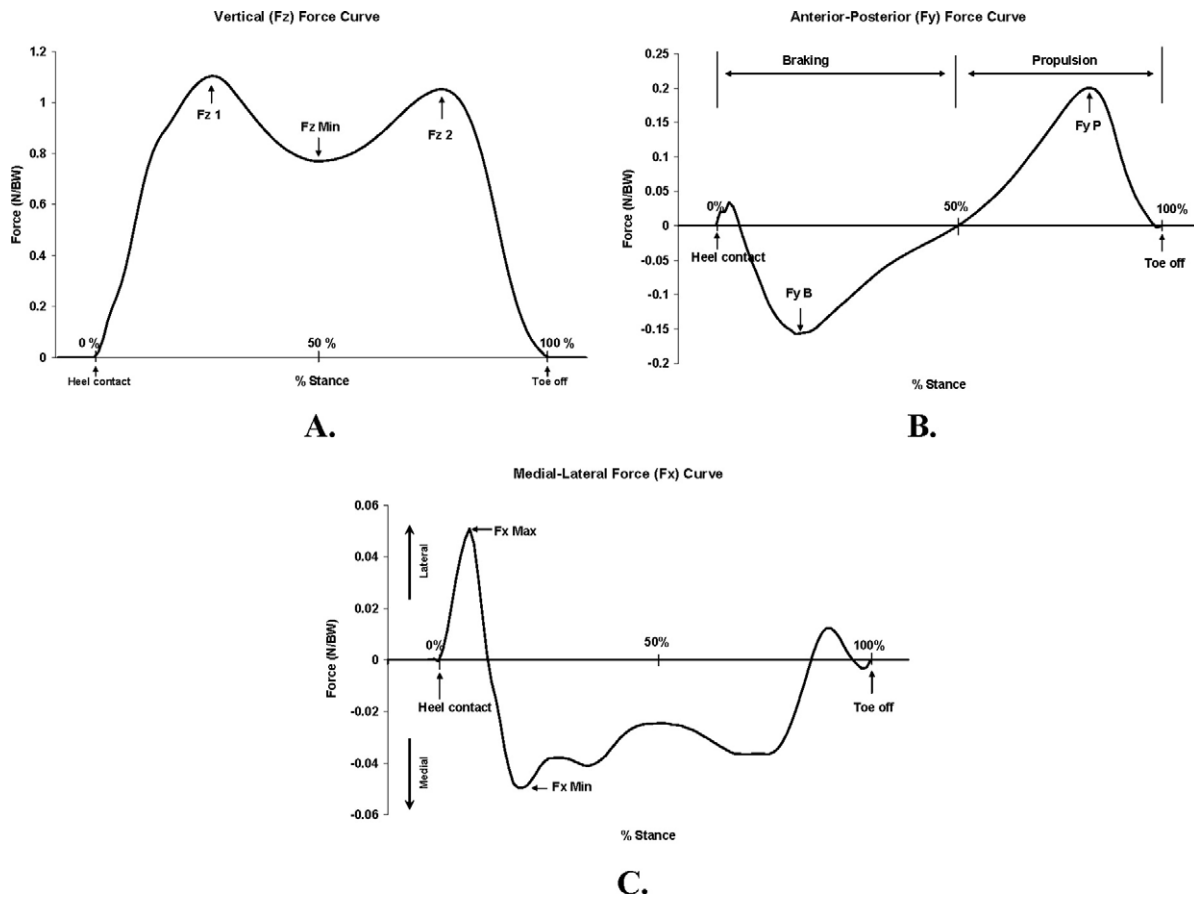 Vertical (Fz) Force Curve
1.2
1
0.8
0.6
0.4
0.2
0
Force (N/BW)
Fz 1
Fz Min
Fz 2
0 %
50 %
100 %
Heel contact
% Stance
Toe off
A.
Anterior-Posterior (Fy) Force Curve
Braking
Propulsion
0.25
0.2
0.15
0.1
0.05
0
-0.05
-0.1
-0.15
-0.2
Force (N/BW)
Fy P
0%
50%
100%
Heel contact
Toe off
Fy B
% Stance
B.
Medial-Lateral Force (Fx) Curve
0.06
0.04
0.02
0
-0.02
-0.04
-0.06
Force (N/BW)
Lateral
Medial
Fx Max
0%
50%
100%
Heel contact
Toe off
Fx Min
% Stance
C.